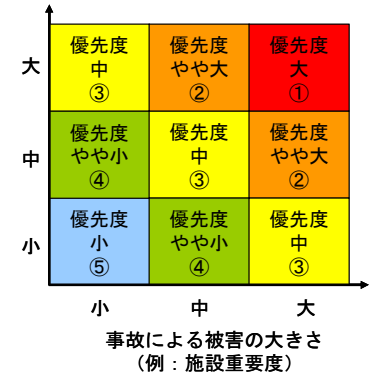 大
優先度
中
③
優先度
やや大
②
優先度
大
①
中
優先度
やや小
④
優先度
中
③
優先度
やや大
②
小
優先度
小
⑤
優先度
やや小
④
優先度
中
③
小
中
大
事故による被害の大きさ
（例：施設重要度）